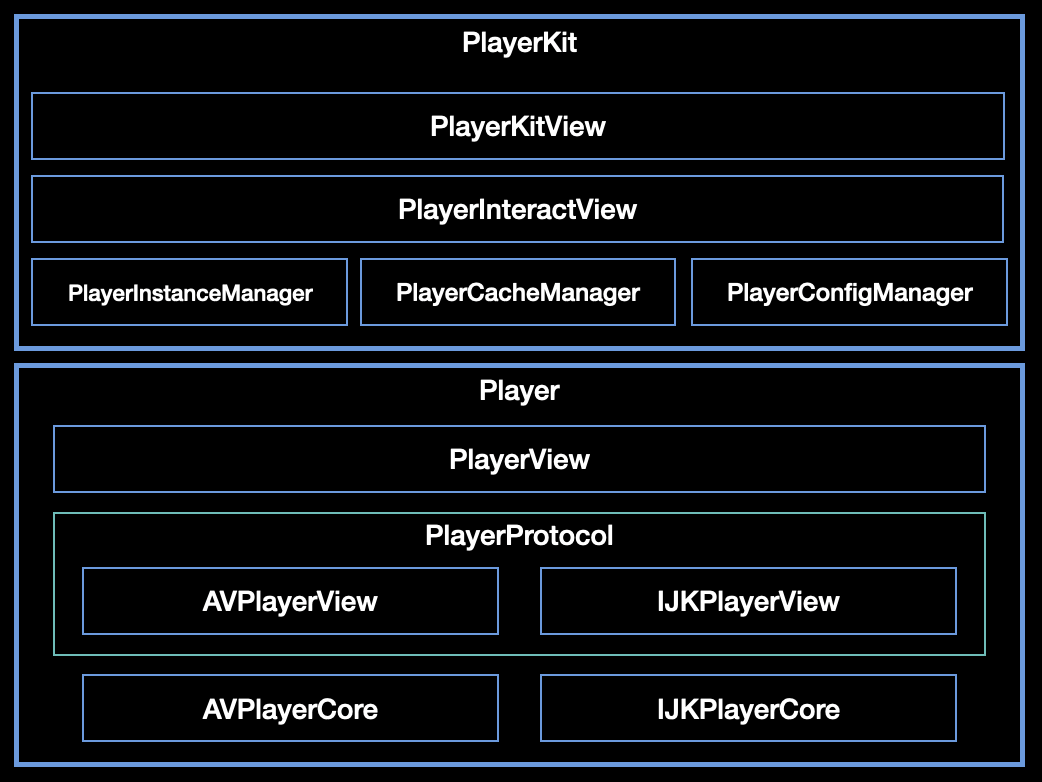 PlayerKit
PlayerKitView
PlayerInteractView
PlayerInstanceManager
PlayerCacheManager
PlayerConfigManager
Player
PlayerView
PlayerProtocol
AVPlayerView
IJKPlayerView
AVPlayerCore
IJKPlayerCore